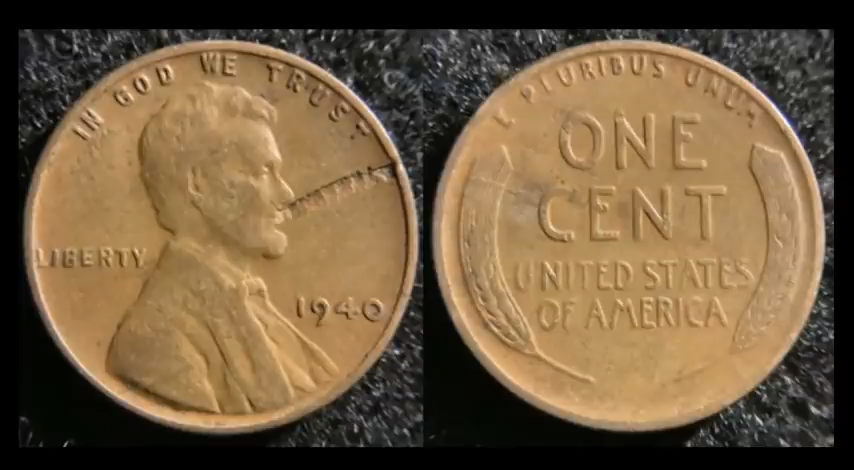 IN GOD WE TRUST
LIBERTY
1940
E PLURIBUS UNUM
ONE
CENT
UNITED STATES
OF AMERICA